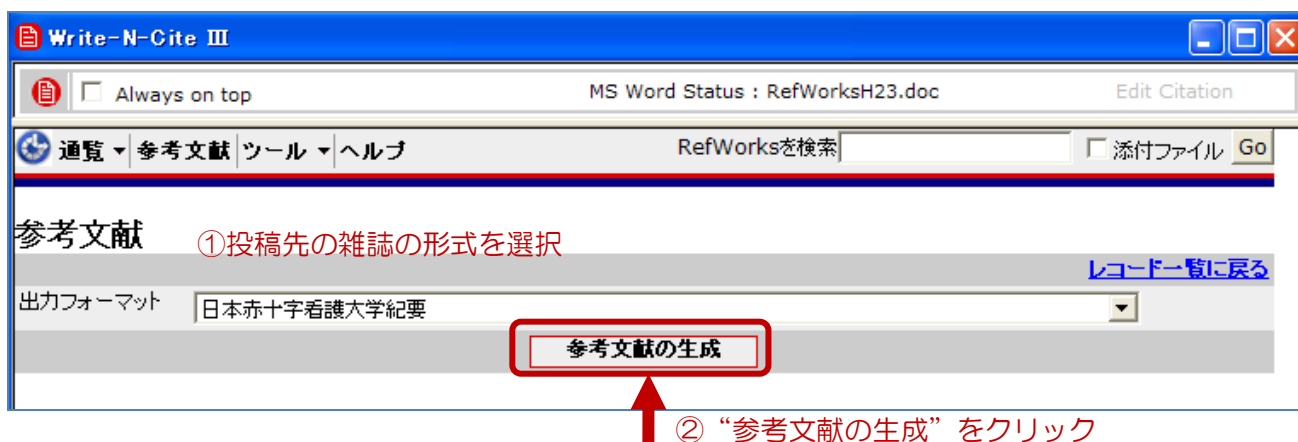 Write-N-Cite Ⅲ
Always on top MS Word Status : RefWorksH23.doc Edit Citation
通覧 参考文献 ツール ヘルプ RefWorksを検索 添付ファイル Go
参考文献
①投稿先の雑誌の形式を選択
レコード一覧に戻る
出力フォーマット 日本赤十字看護大学紀要
参考文献の生成
②“参考文献の生成”をクリック